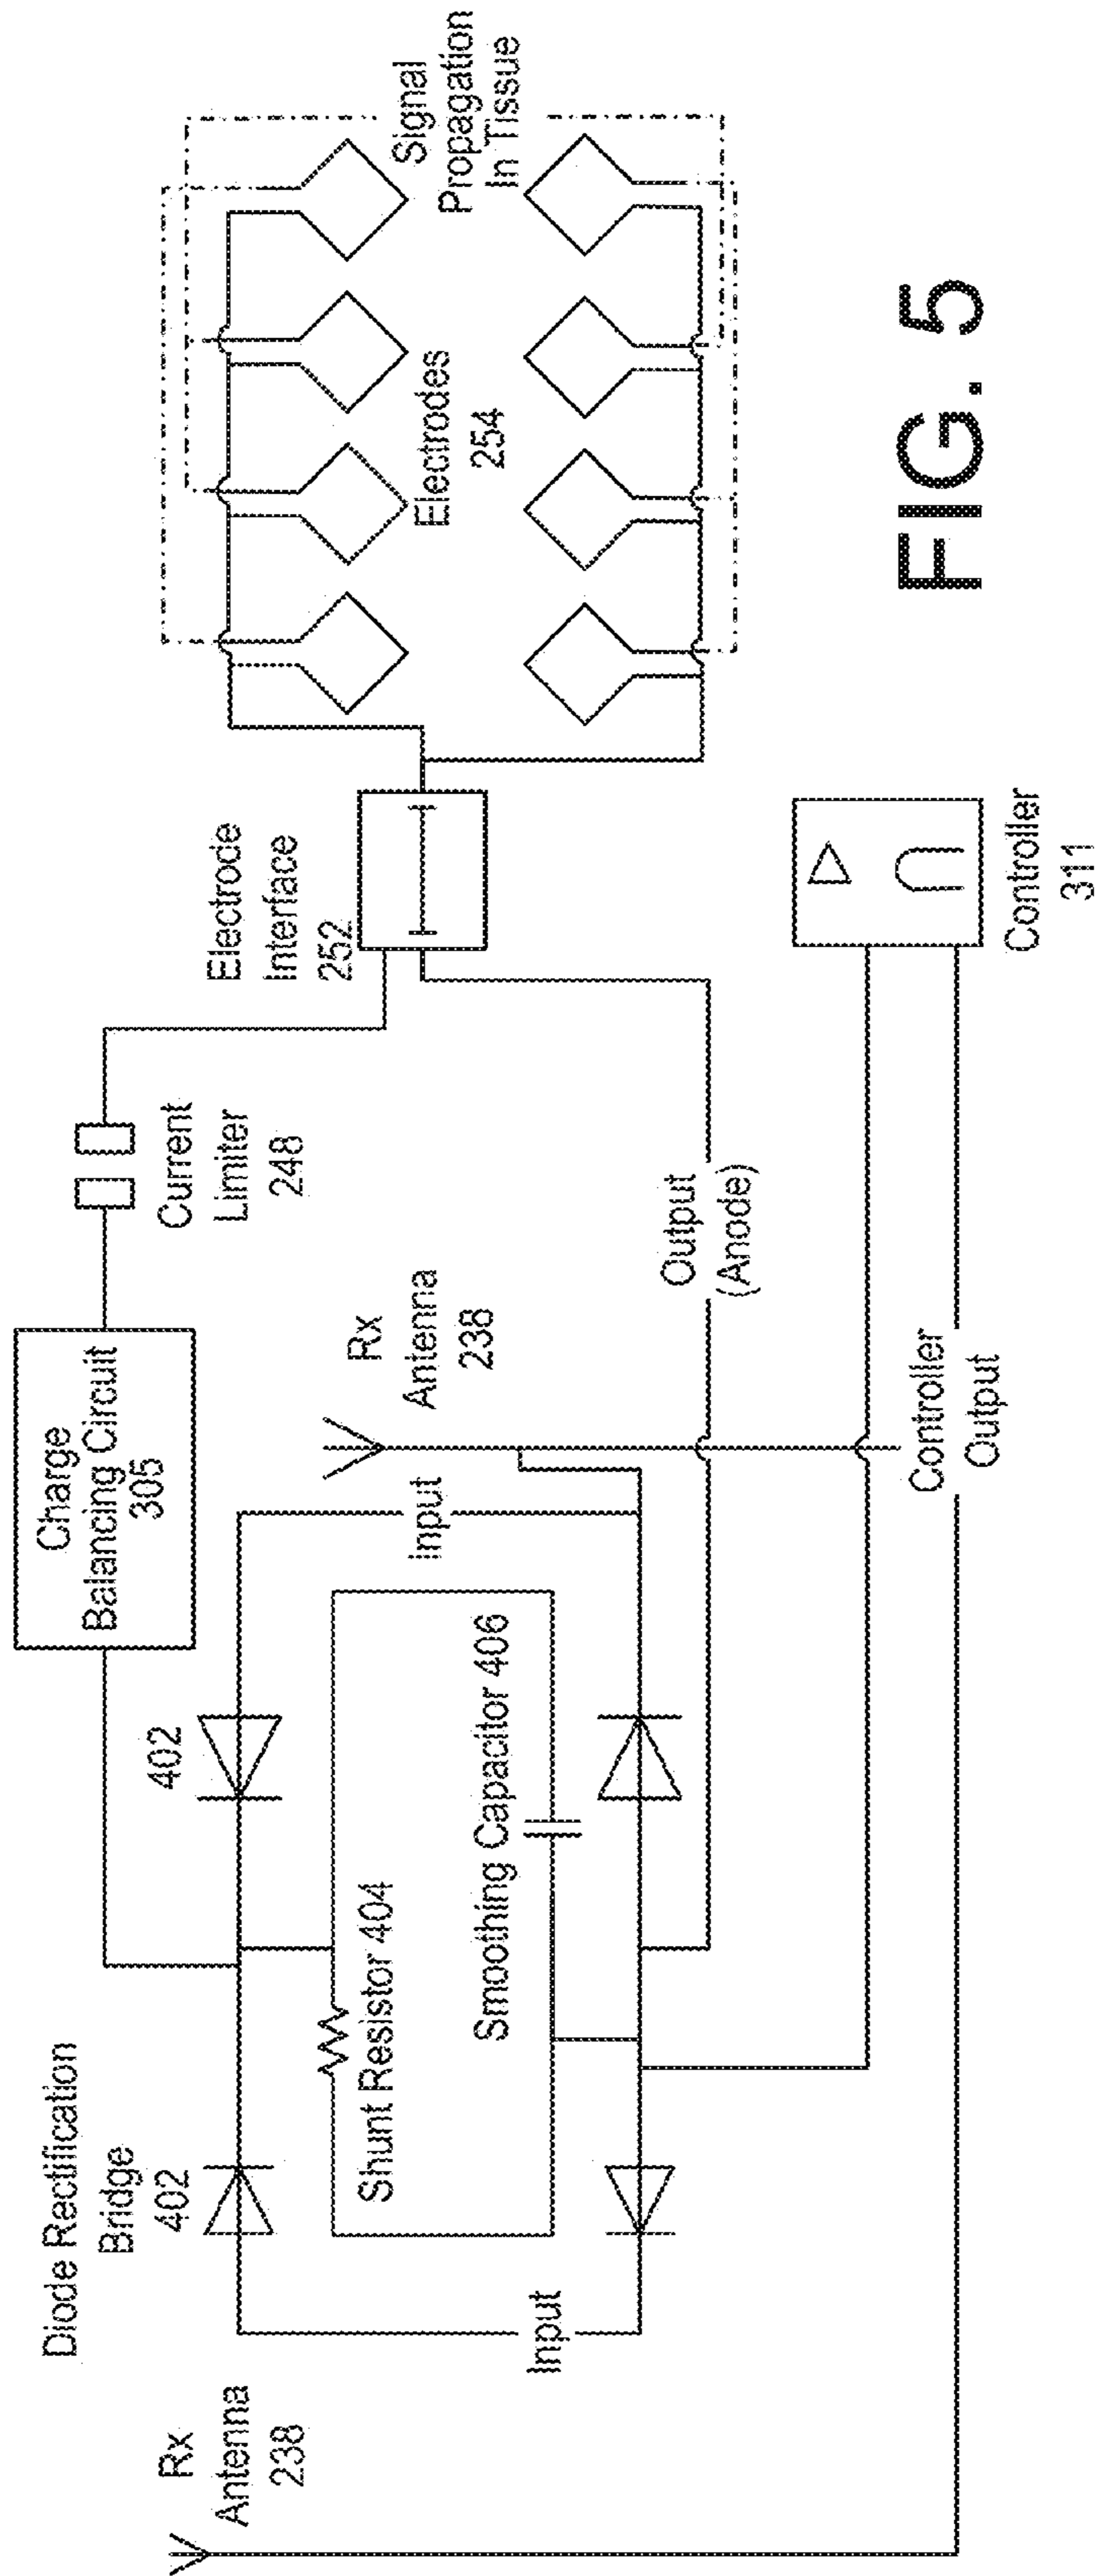 Rx
Antenna
238
Diode Rectification
Bridge
402
402
Charge
Balancing Circuit
305
Current
Limiter
248
Electrode
Interface
252
Electrodes
254
Signal
Propagation
In Tissue
Shunt Resistor 404
Smoothing Capacitor 406
Input
Input
Rx
Antenna
238
Output
(Anode)
Controller
Output
Controller
311
FIG. 5